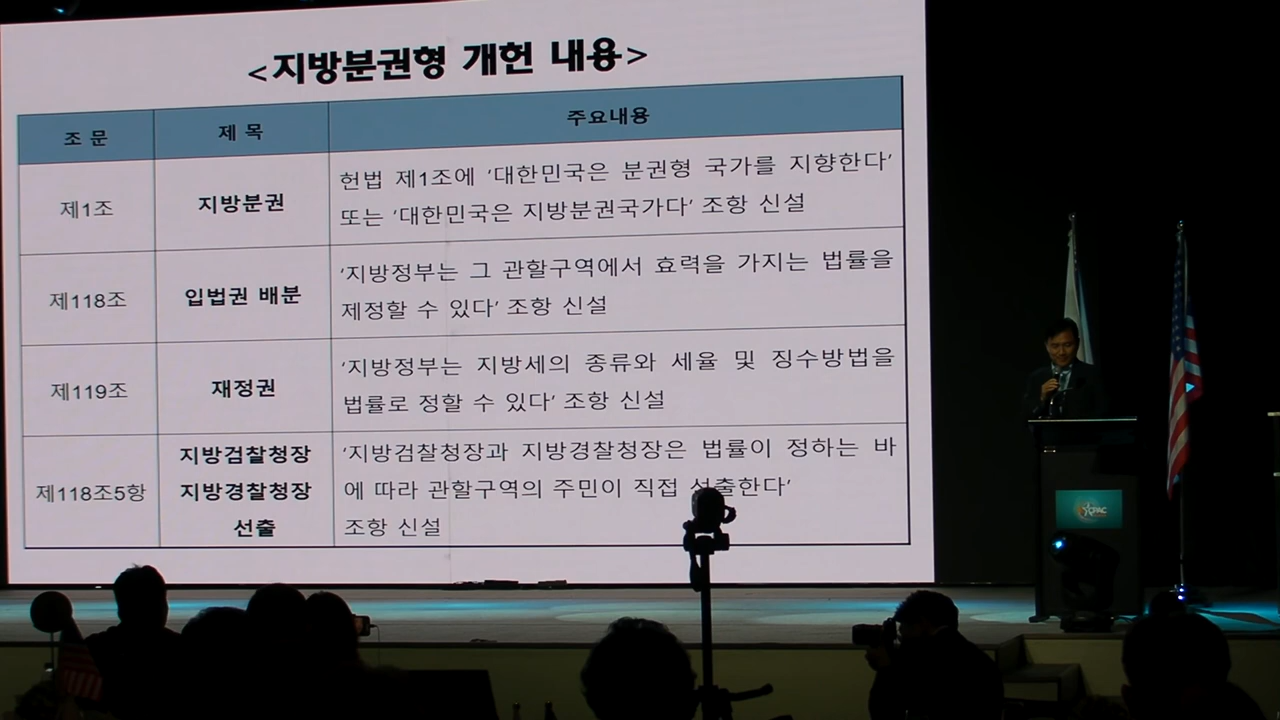 <지방분권형 개헌 내용>
조 문 제 목 주요내용
제1조 지방분권
헌법 제1조에 '대한민국은 분권형 국가를 지향한다'
또는 '대한민국은 지방분권국가다' 조항 신설
제118조 입법권 배분
'지방정부는 그 관할구역에서 효력을 가지는 법률을
제정할 수 있다' 조항 신설
제119조 재정권
'지방정부는 지방세의 종류와 세율 및 징수방법을
법률로 정할 수 있다' 조항 신설
제118조5항
지방검찰청장
지방경찰청장
선출
'지방검찰청장과 지방경찰청장은 법률이 정하는 바
에 따라 관할구역의 주민이 직접 선출한다'
조항 신설
CPAC